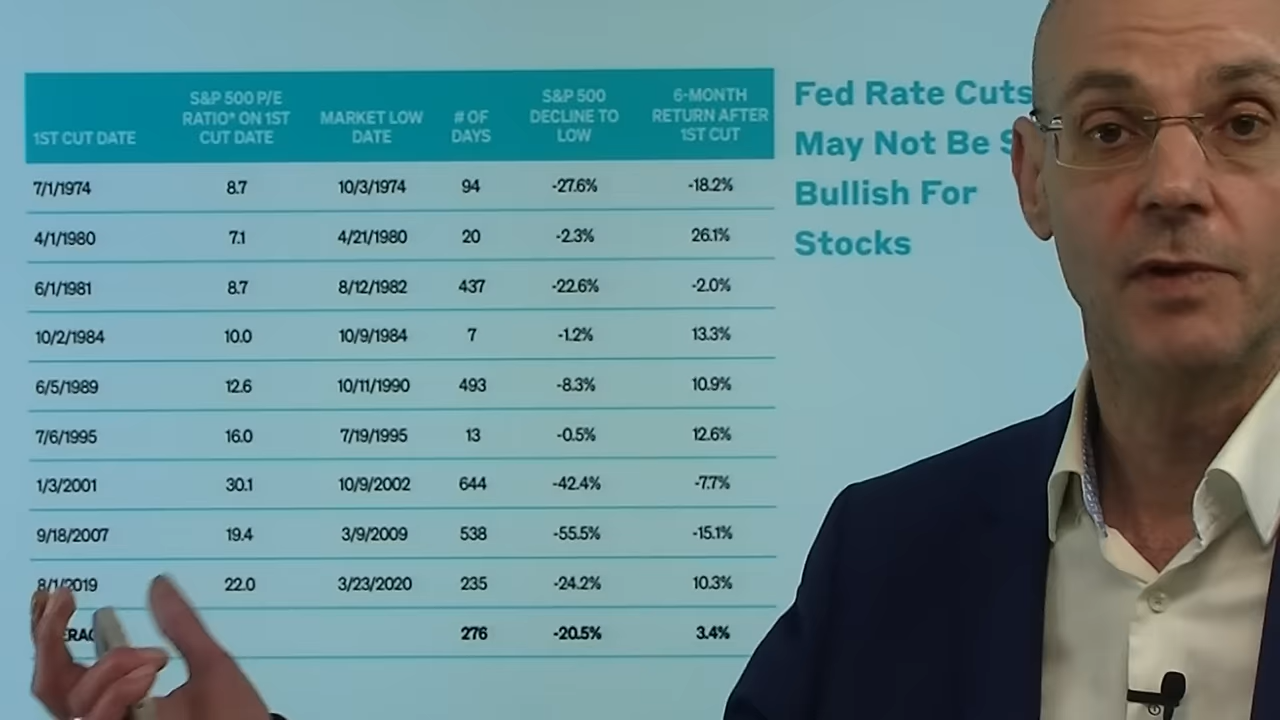 S&P 500 P/E S&P 500 6-MONTH
RATIO* ON 1ST MARKET LOW # OF DECLINE TO RETURN AFTER
1ST CUT DATE CUT DATE DATE DAYS LOW 1ST CUT
7/1/1974 8.7 10/3/1974 94 -27.6% -18.2%
4/1/1980 7.1 4/21/1980 20 -2.3% 26.1%
6/1/1981 8.7 8/12/1982 437 -22.6% -2.0%
10/2/1984 10.0 10/9/1984 7 -1.2% 13.3%
6/5/1989 12.6 10/11/1990 493 -8.3% 10.9%
7/6/1995 16.0 7/19/1995 13 -0.5% 12.6%
1/3/2001 30.1 10/9/2002 644 -42.4% -7.7%
9/18/2007 19.4 3/9/2009 538 -55.5% -15.1%
8/1/2019 22.0 3/23/2020 235 -24.2% 10.3%
276 -20.5% 3.4%
Fed Rate Cuts
May Not Be
Bullish For
Stocks